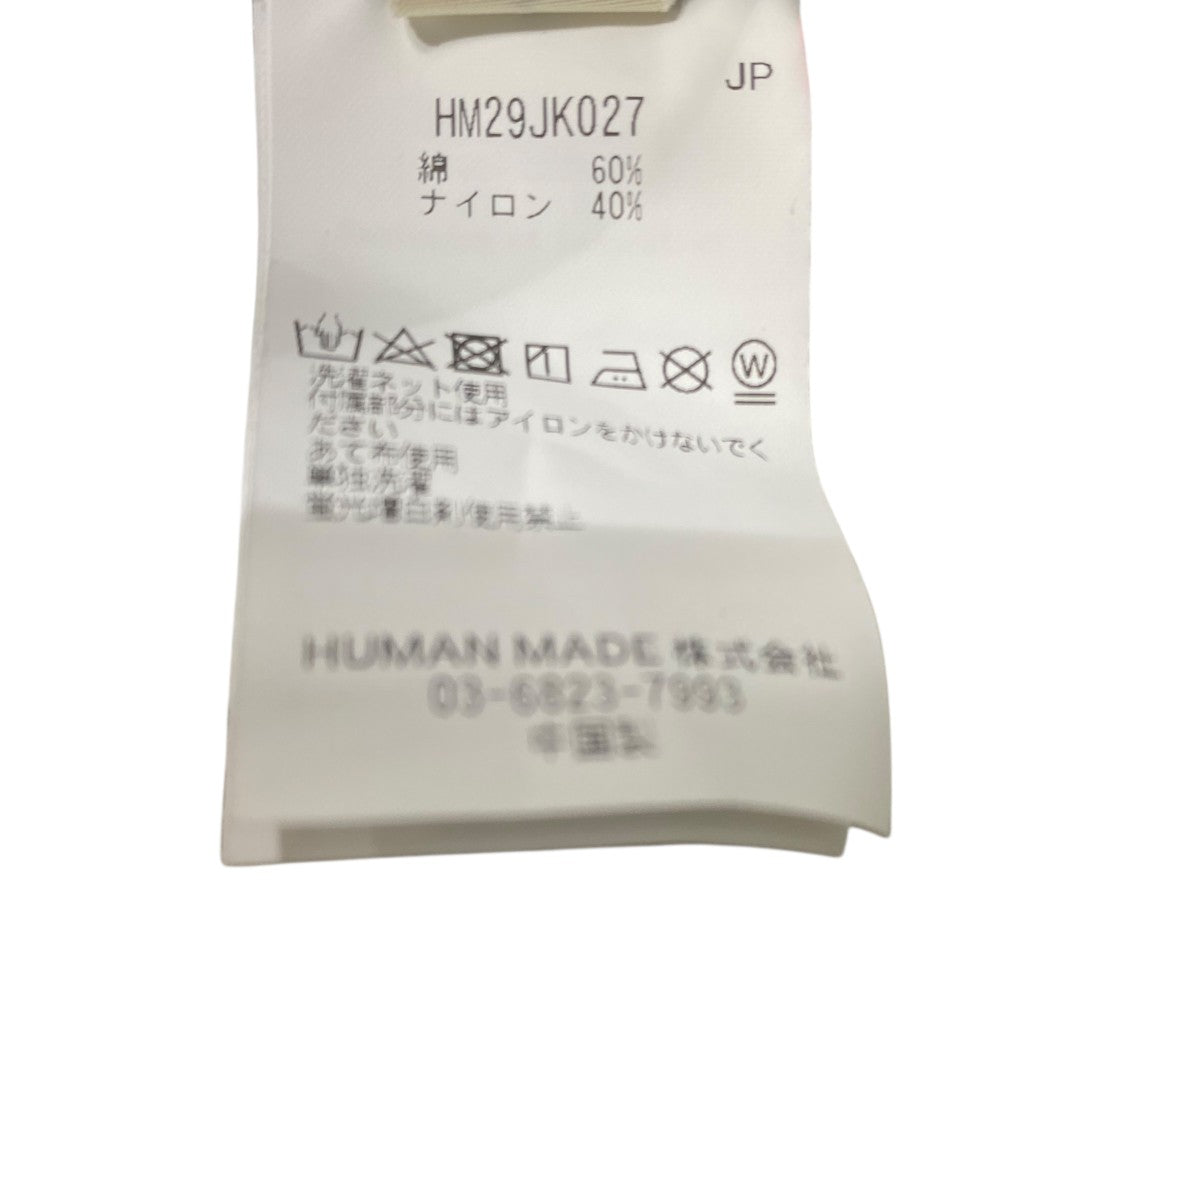 JP
HM29JK027
綿 60%
ナイロン 40%
W
洗濯ネット使用
付属部分にはアイロンをかけないでく
ださい
あて布使用
単独洗濯
蛍光増白剤使用禁止
HUMAN MADE 株式会社
03-6823-7993
中国製